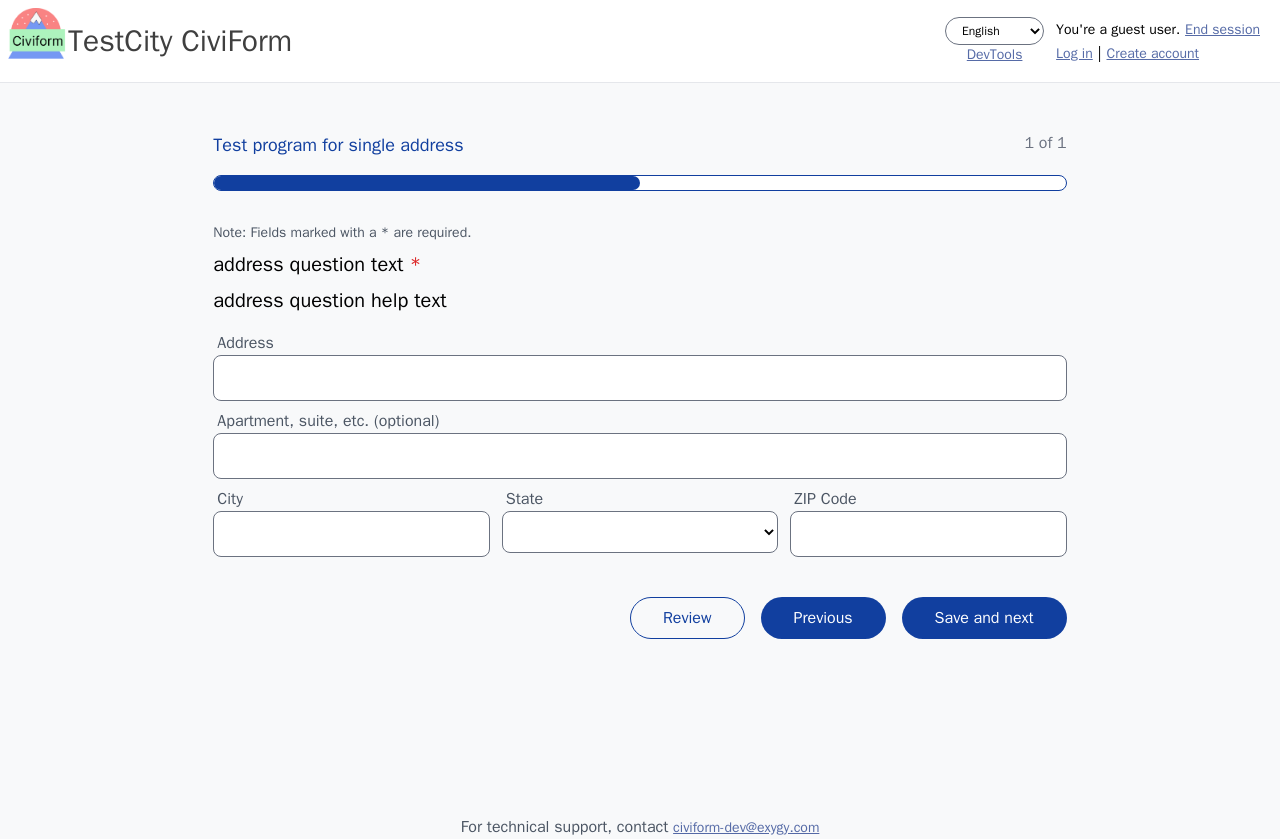 Civiform
TestCity CiviForm
English
DevTools
You're a guest user. End session
Log in | Create account
Test program for single address
1 of 1
Note: Fields marked with a * are required.
address question text *
address question help text
Address
Apartment, suite, etc. (optional)
City State ZIP Code
Review Previous Save and next
For technical support, contact civiform-dev@exygy.com